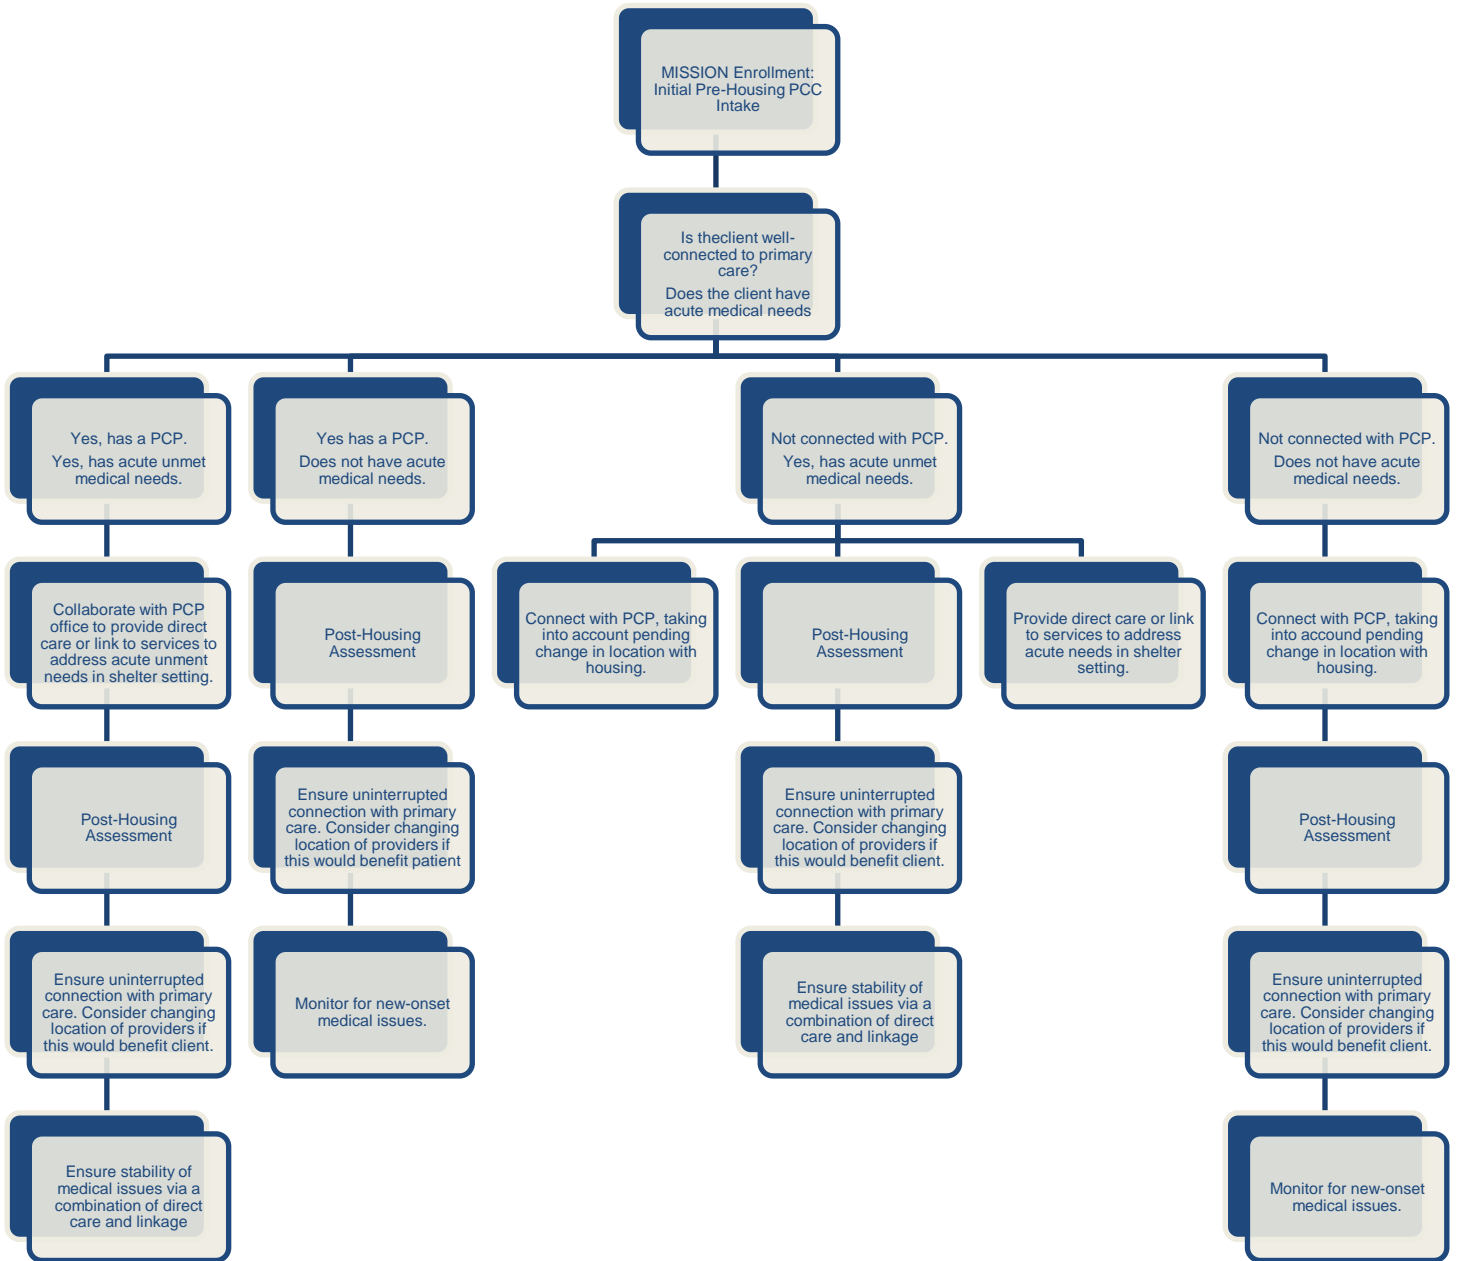 MISSION Enrollment:
Initial Pre-Housing PCC
Intake
Is theclient well-
connected to primary
care?
Does the client have
acute medical needs
Yes, has a PCP.
Yes, has acute unmet
medical needs.
Yes has a PCP.
Does not have acute
medical needs.
Not connected with PCP.
Yes, has acute unmet
medical needs.
Not connected with PCP.
Does not have acute
medical needs.
Collaborate with PCP
office to provide direct
care or link to services to
address acute unment
needs in shelter setting.
Post-Housing
Assessment
Connect with PCP, taking
into account pending
change in location with
housing.
Post-Housing
Assessment
Provide direct care or link
to services to address
acute needs in shelter
setting.
Connect with PCP, taking
into account pending
change in location with
housing.
Post-Housing
Assessment
Ensure uninterrupted
connection with primary
care. Consider changing
location of providers if
this would benefit patient
Ensure uninterrupted
connection with primary
care. Consider changing
location of providers if
this would benefit client.
Post-Housing
Assessment
Ensure uninterrupted
connection with primary
care. Consider changing
location of providers if
this would benefit client.
Monitor for new-onset
medical issues.
Ensure stability of
medical issues via a
combination of direct
care and linkage
Ensure uninterrupted
connection with primary
care. Consider changing
location of providers if
this would benefit client.
Ensure stability of
medical issues via a
combination of direct
care and linkage
Monitor for new-onset
medical issues.